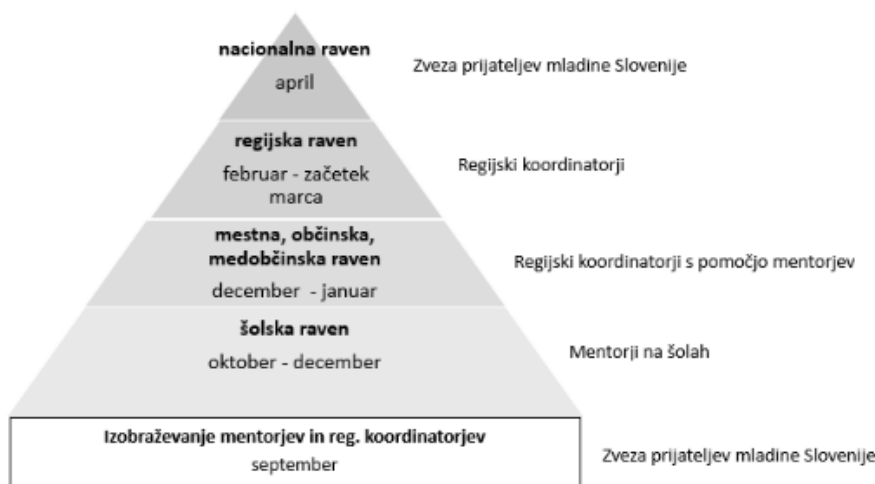 nacionalna raven
april
Zveza prijateljev mladine Slovenije
regijska raven
februar - začetek
marca
Regijski koordinatorji
mestna, občinska,
medobčinska raven
december - januar
Regijski koordinatorji s pomočjo mentorjev
šolska raven
oktober - december
Mentorji na šolah
Izobraževanje mentorjev in reg. koordinatorjev
september
Zveza prijateljev mladine Slovenije